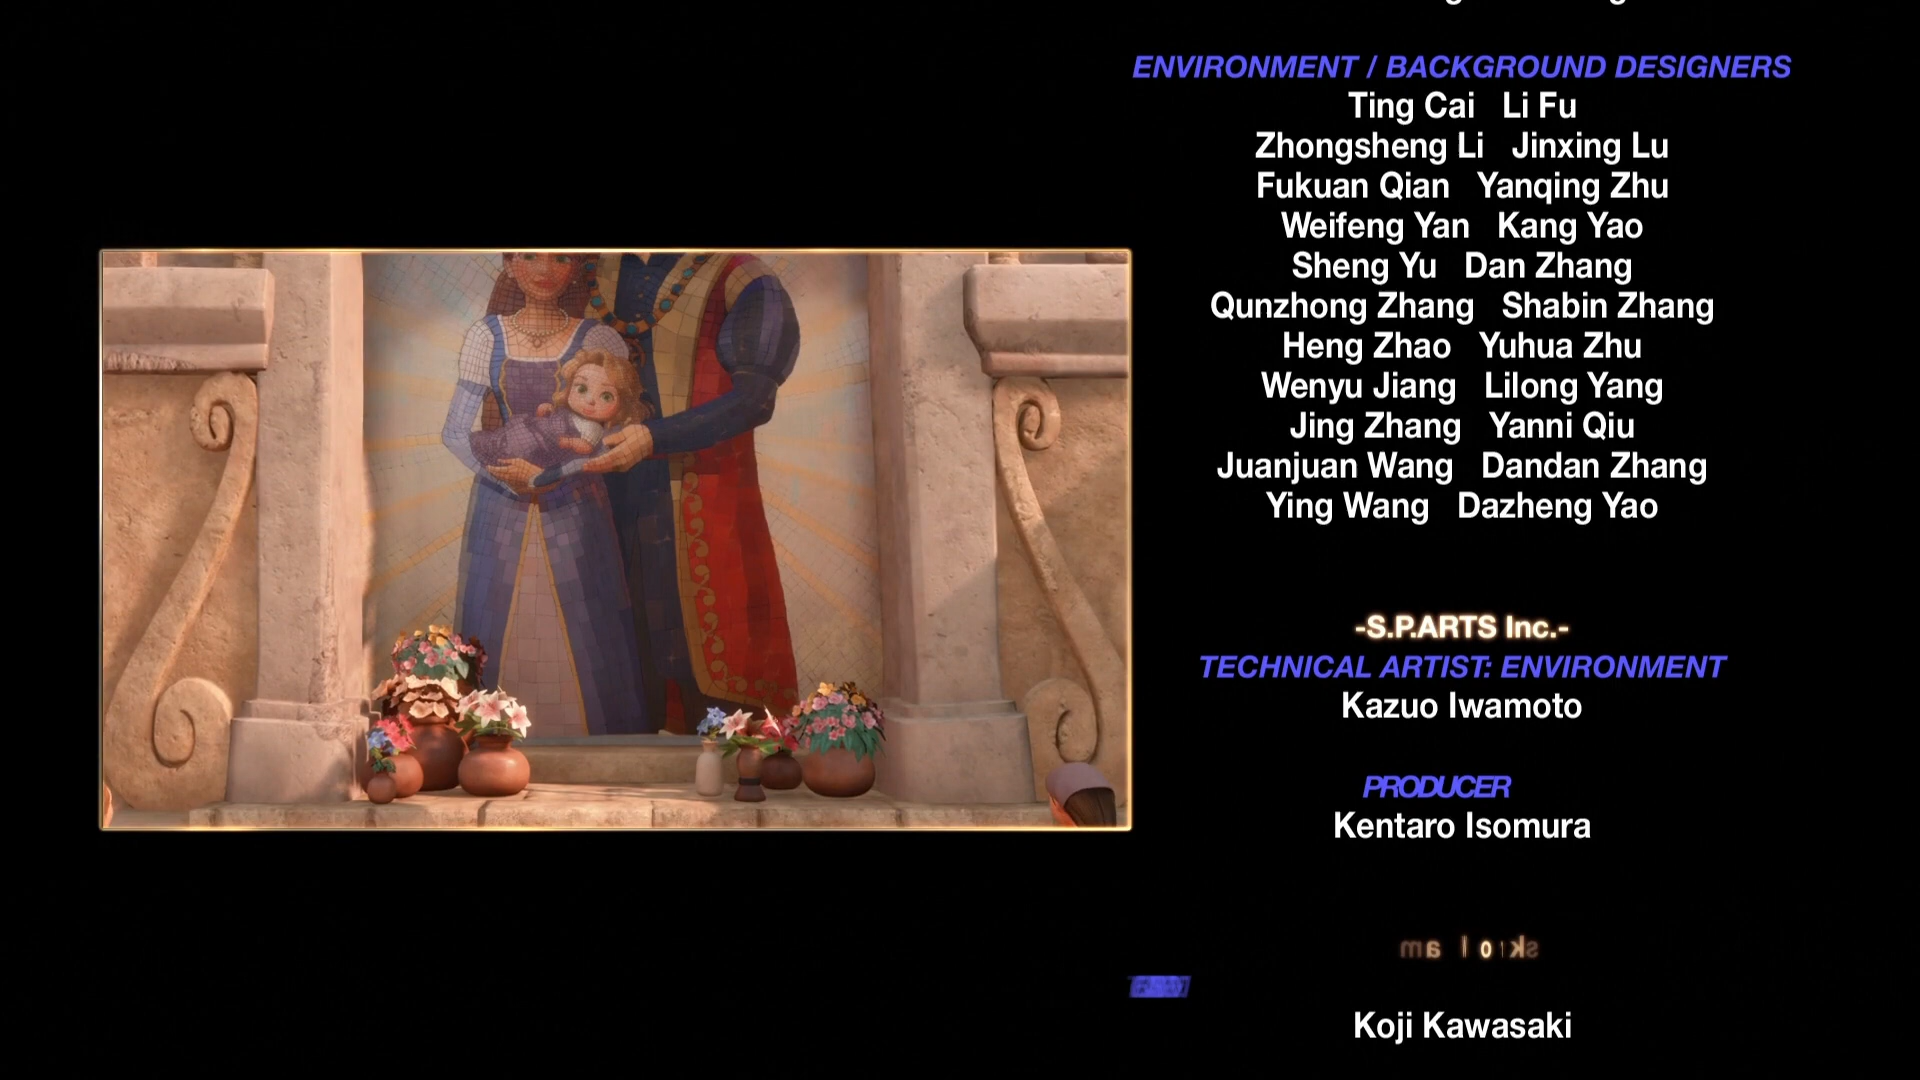 ENVIRONMENT / BACKGROUND DESIGNERS
Ting Cai Li Fu
Zhongsheng Li Jinxing Lu
Fukuan Qian Yanqing Zhu
Weifeng Yan Kang Yao
Sheng Yu Dan Zhang
Qunzhong Zhang Shabin Zhang
Heng Zhao Yuhua Zhu
Wenyu Jiang Lilong Yang
Jing Zhang Yanni Qiu
Juanjuan Wang Dandan Zhang
Ying Wang Dazheng Yao
-S.P.ARTS Inc.-
TECHNICAL ARTIST: ENVIRONMENT
Kazuo Iwamoto
PRODUCER
Kentaro Isomura
Koji Kawasaki